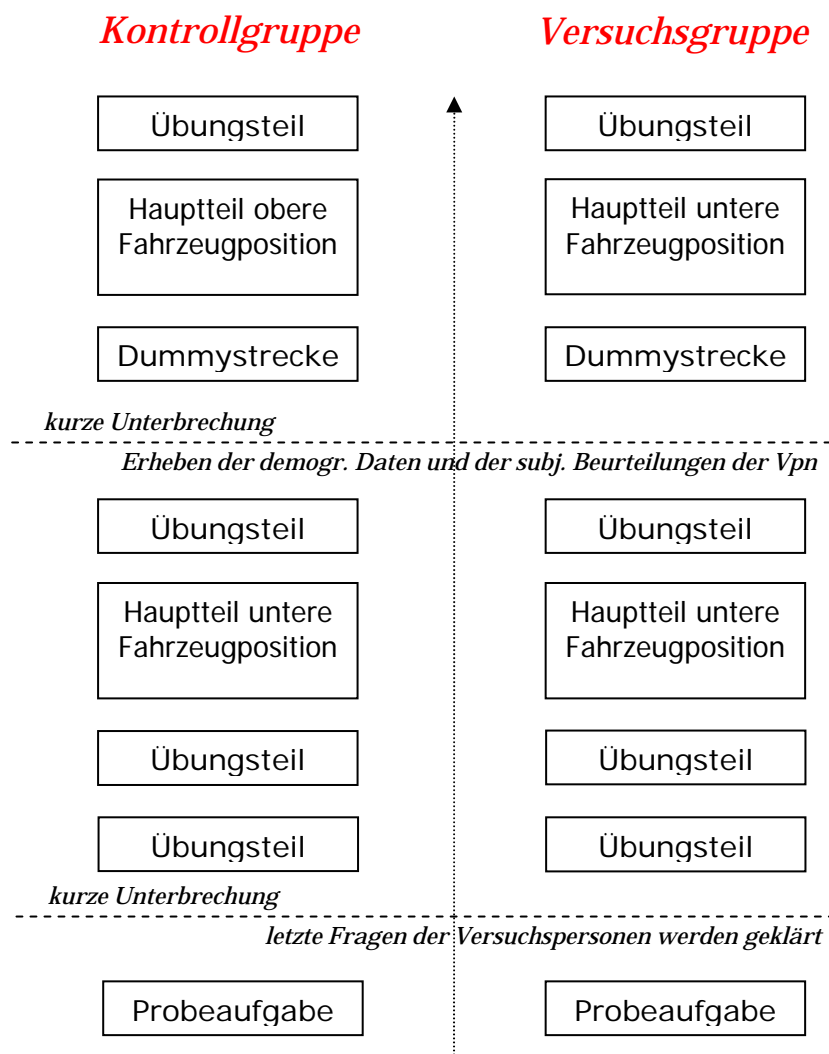 Kontrollgruppe Versuchsgruppe
Übungsteil Übungsteil
Hauptteil obere Hauptteil untere
Fahrzeugposition Fahrzeugposition
Dummystrecke Dummystrecke
kurze Unterbrechung
Erheben der demogr. Daten und der subj. Beurteilungen der Vpn
Übungsteil Übungsteil
Hauptteil untere Hauptteil untere
Fahrzeugposition Fahrzeugposition
Übungsteil Übungsteil
Übungsteil Übungsteil
kurze Unterbrechung
letzte Fragen der Versuchspersonen werden geklärt
Probeaufgabe Probeaufgabe